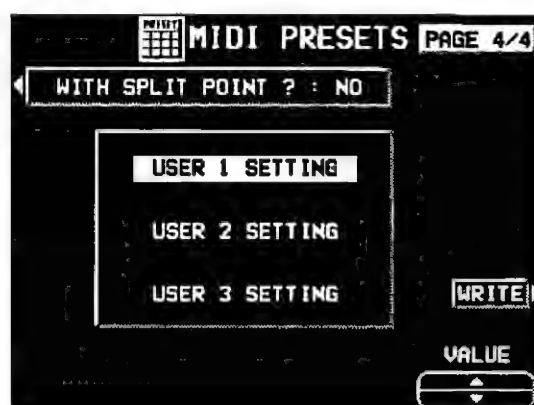 PRESET
MIDI PRESETS PAGE 4/4
WITH SPLIT POINT ? : NO
USER 1 SETTING
USER 2 SETTING
USER 3 SETTING
WRITE
VALUE